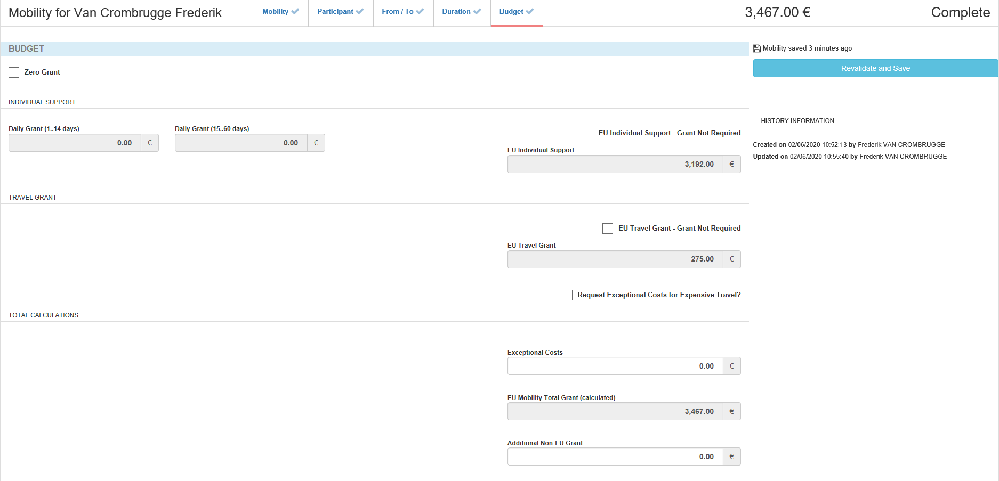 Mobility for Van Crombrugge Frederik
Mobility
Participant
From / To
Duration
Budget
3,467.00 €
Complete
BUDGET
Mobility saved 3 minutes ago
Revalidate and Save
Zero Grant
INDIVIDUAL SUPPORT
HISTORY INFORMATION
Daily Grant (1..14 days)
0.00 €
Daily Grant (15..60 days)
0.00 €
EU Individual Support - Grant Not Required
EU Individual Support
3,192.00 €
Created on 02/06/2020 10:52:13 by Frederik VAN CROMBRUGGE
Updated on 02/06/2020 10:55:40 by Frederik VAN CROMBRUGGE
TRAVEL GRANT
EU Travel Grant - Grant Not Required
EU Travel Grant
275.00 €
Request Exceptional Costs for Expensive Travel?
TOTAL CALCULATIONS
Exceptional Costs
0.00 €
EU Mobility Total Grant (calculated)
3,467.00 €
Additional Non-EU Grant
0.00 €